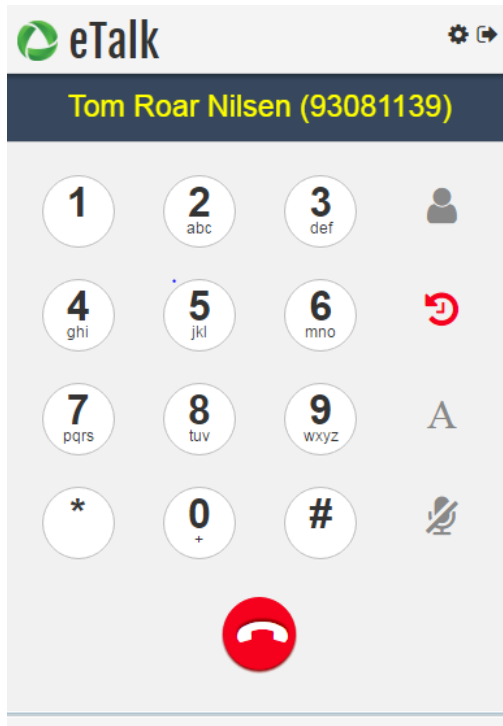 eTalk
Tom Roar Nilsen (93081139)
1 2 3
abc def
4 5 6
ghi jkl mno
A
7 8 9
pqrs tuv wxyz
* 0 #
+